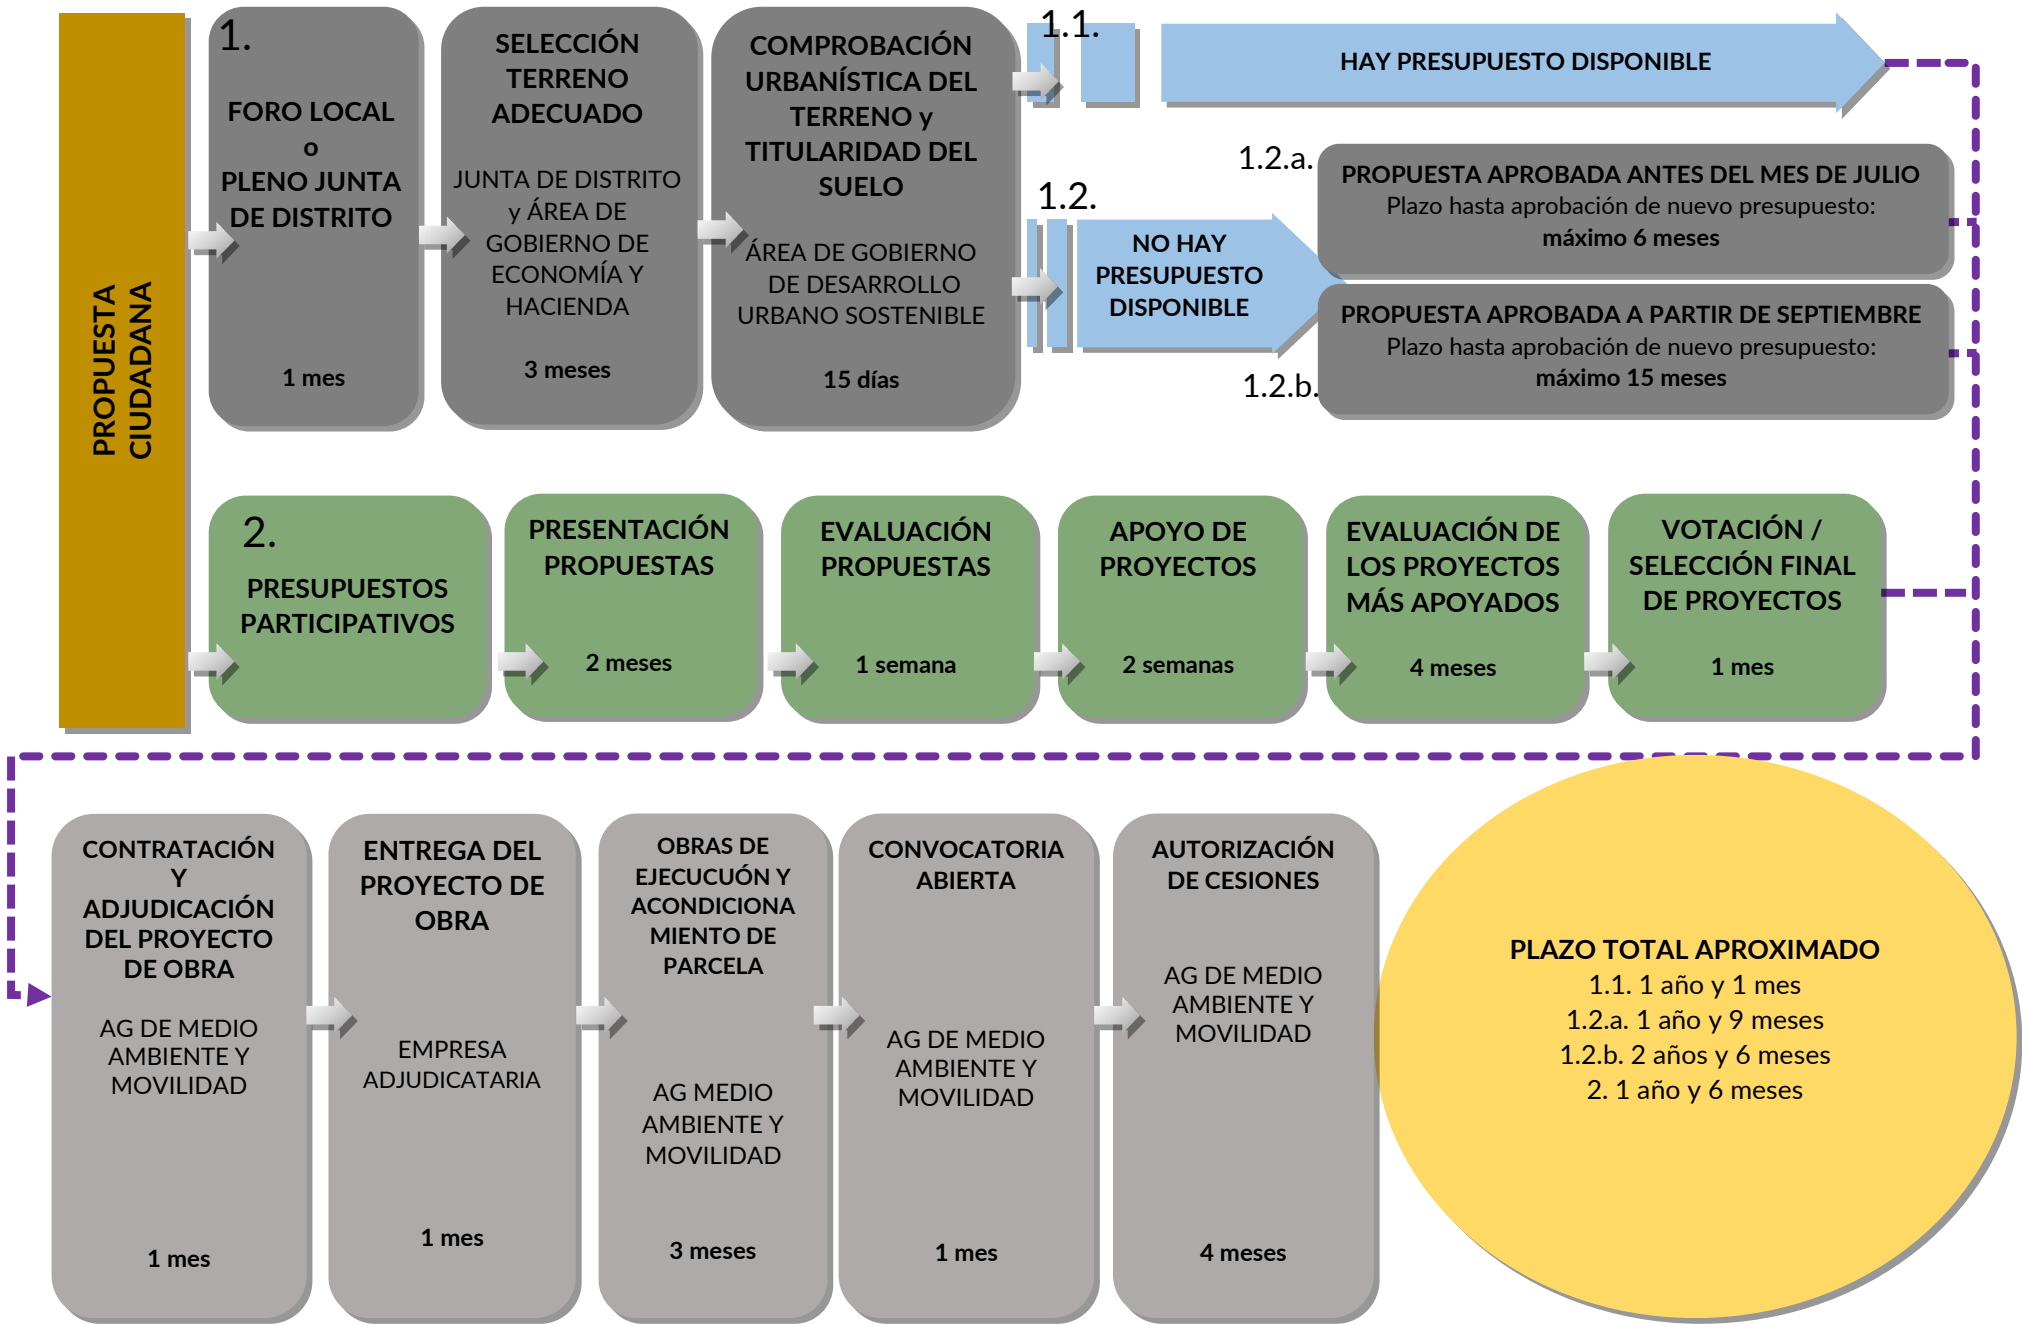 PROPUESTA
CIUDADANA
1.
FORO LOCAL
o
PLENO JUNTA
DE DISTRITO
1 mes
SELECCIÓN
TERRENO
ADECUADO
JUNTA DE DISTRITO
y ÁREA DE
GOBIERNO DE
ECONOMÍA Y
HACIENDA
3 meses
COMPROBACIÓN
URBANÍSTICA DEL
TERRENO y
TITULARIDAD DEL
SUELO
ÁREA DE GOBIERNO
DE DESARROLLO
URBANO SOSTENIBLE
15 días
1.1.
HAY PRESUPUESTO DISPONIBLE
1.2.
NO HAY
PRESUPUESTO
DISPONIBLE
1.2.a.
PROPUESTA APROBADA ANTES DEL MES DE JULIO
Plazo hasta aprobación de nuevo presupuesto:
máximo 6 meses
PROPUESTA APROBADA A PARTIR DE SEPTIEMBRE
Plazo hasta aprobación de nuevo presupuesto:
máximo 15 meses
1.2.b.
2.
PRESUPUESTOS
PARTICIPATIVOS
PRESENTACIÓN
PROPUESTAS
2 meses
EVALUACIÓN
PROPUESTAS
1 semana
APOYO DE
PROYECTOS
2 semanas
EVALUACIÓN DE
LOS PROYECTOS
MÁS APOYADOS
4 meses
VOTACIÓN /
SELECCIÓN FINAL
DE PROYECTOS
1 mes
CONTRATACIÓN
Y
ADJUDICACIÓN
DEL PROYECTO
DE OBRA
AG DE MEDIO
AMBIENTE Y
MOVILIDAD
1 mes
ENTREGA DEL
PROYECTO DE
OBRA
EMPRESA
ADJUDICATARIA
1 mes
OBRAS DE
EJECUCUÓN Y
ACONDICIONA
MIENTO DE
PARCELA
AG MEDIO
AMBIENTE Y
MOVILIDAD
3 meses
CONVOCATORIA
ABIERTA
AG DE MEDIO
AMBIENTE Y
MOVILIDAD
1 mes
AUTORIZACIÓN
DE CESIONES
AG DE MEDIO
AMBIENTE Y
MOVILIDAD
4 meses
PLAZO TOTAL APROXIMADO
1.1. 1 año y 1 mes
1.2.a. 1 año y 9 meses
1.2.b. 2 años y 6 meses
2. 1 año y 6 meses